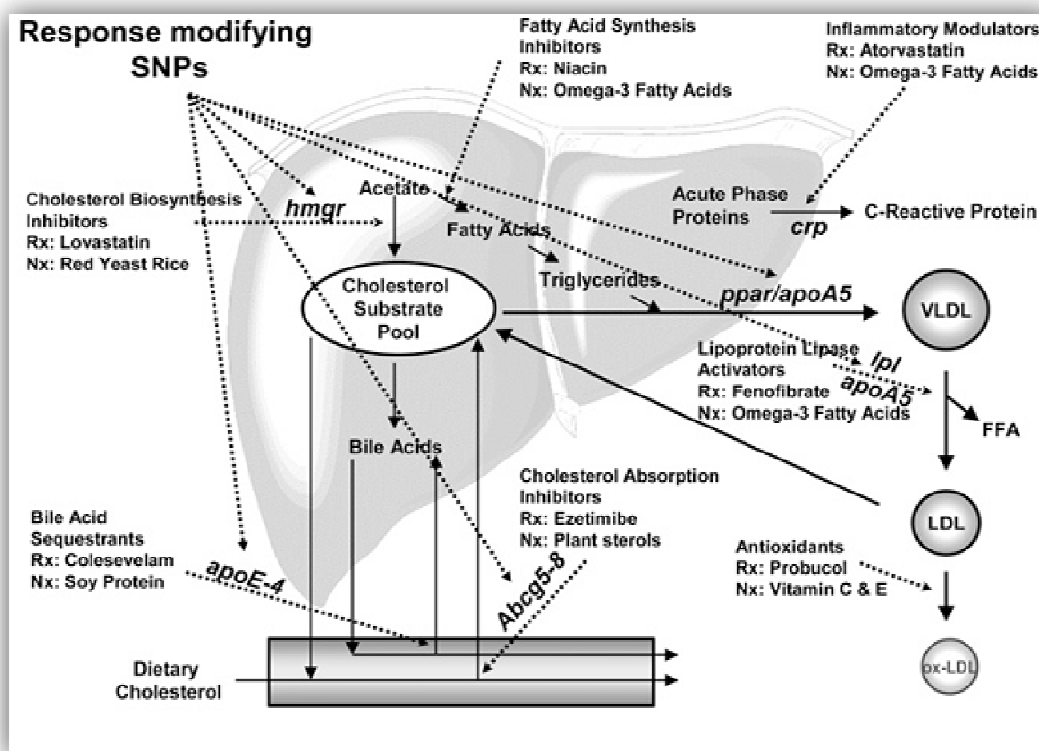 Response modifying
SNPs
Fatty Acid Synthesis
Inhibitors
Rx: Niacin
Nx: Omega-3 Fatty Acids
Inflammatory Modulators
Rx: Atorvastatin
Nx: Omega-3 Fatty Acids
Cholesterol Biosynthesis
Inhibitors
Rx: Lovastatin
Nx: Red Yeast Rice
hmgr
Acetate
Fatty Acids
Triglycerides
Acute Phase
Proteins
crp
C-Reactive Protein
Cholesterol
Substrate
Pool
ppar/apoA5
VLDL
Lipoprotein Lipase
Activators
Rx: Fenofibrate
Nx: Omega-3 Fatty Acids
lpl
apoA5
FFA
Bile Acids
Cholesterol Absorption
Inhibitors
Rx: Ezetimibe
Nx: Plant sterols
LDL
Bile Acid
Sequestrants
Rx: Colesevelam
Nx: Soy Protein
apoE-4
Abcg5-8
Antioxidants
Rx: Probucol
Nx: Vitamin C & E
Dietary
Cholesterol
ox-LDL